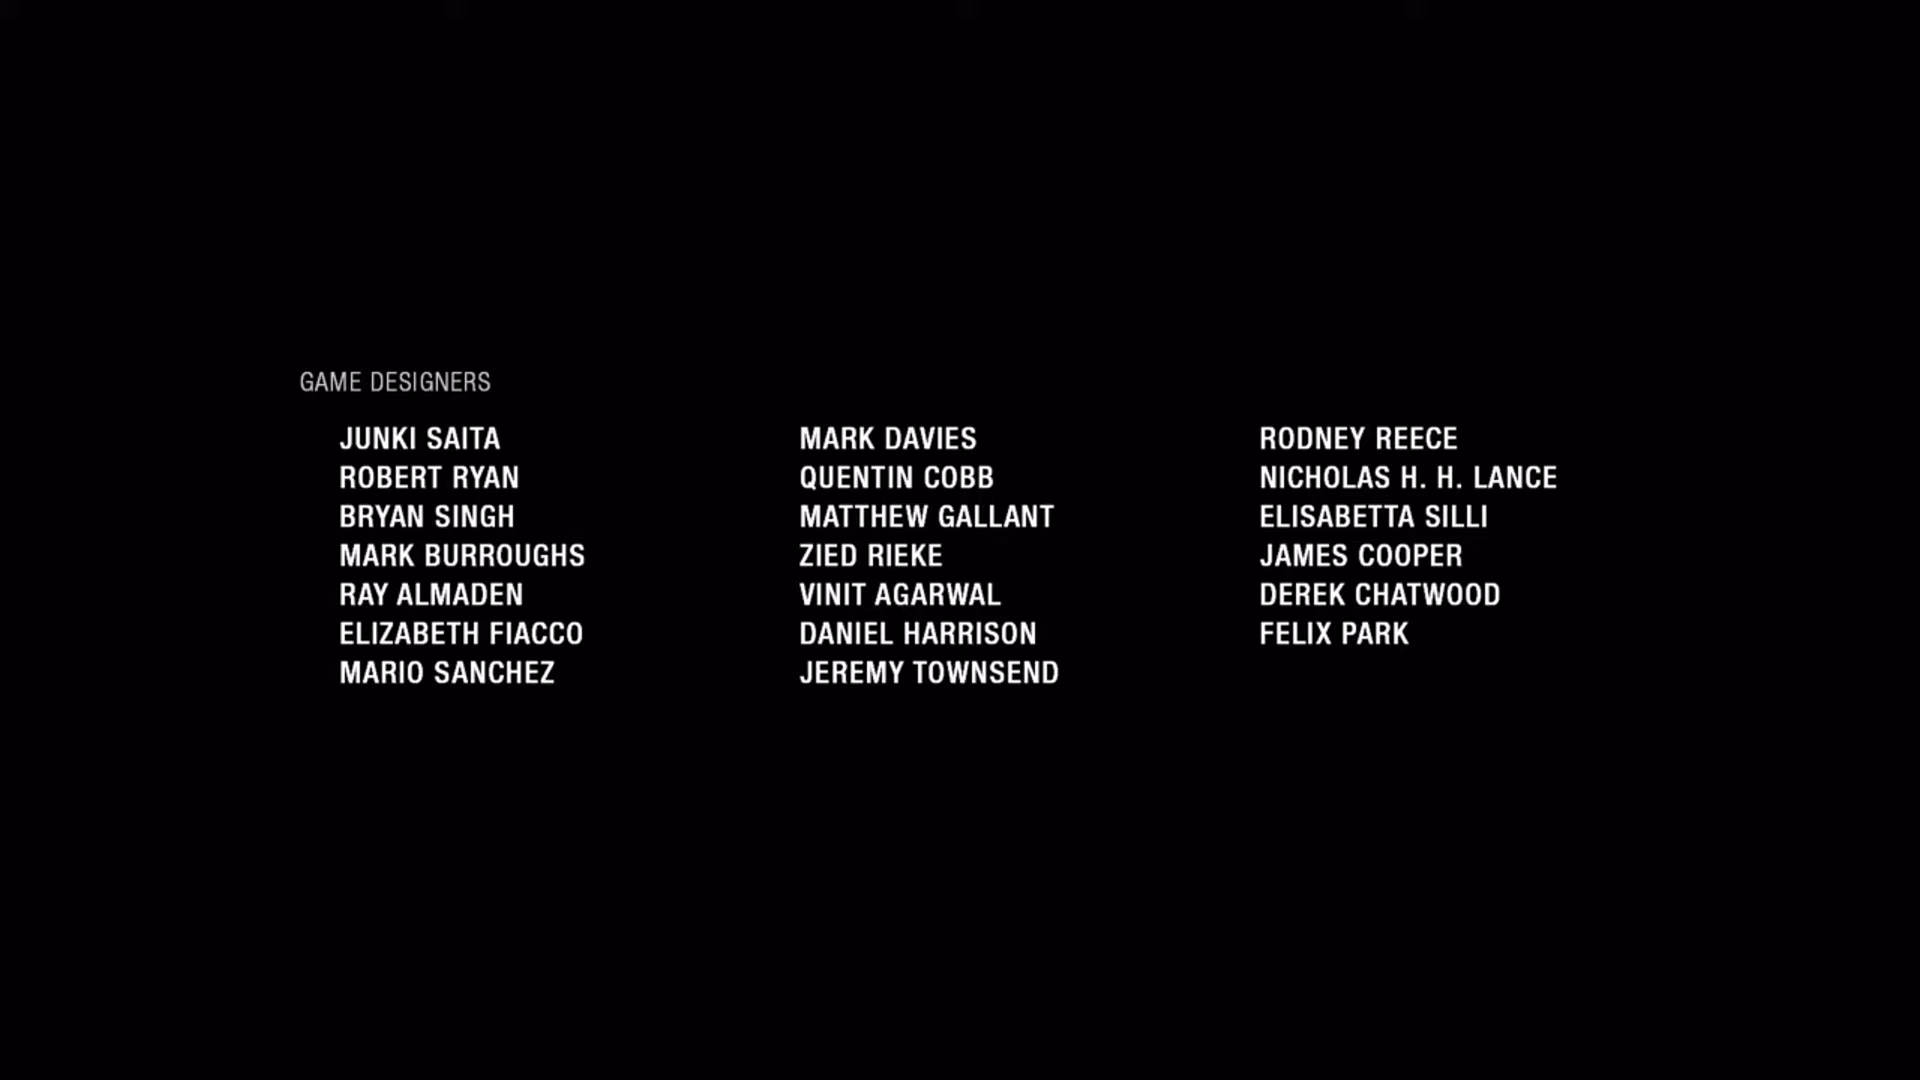 GAME DESIGNERS
JUNKI SAITA
ROBERT RYAN
BRYAN SINGH
MARK BURROUGHS
RAY ALMADEN
ELIZABETH FIACCO
MARIO SANCHEZ
MARK DAVIES
QUENTIN COBB
MATTHEW GALLANT
ZIED RIEKE
VINIT AGARWAL
DANIEL HARRISON
JEREMY TOWNSEND
RODNEY REECE
NICHOLAS H. H. LANCE
ELISABETTA SILLI
JAMES COOPER
DEREK CHATWOOD
FELIX PARK